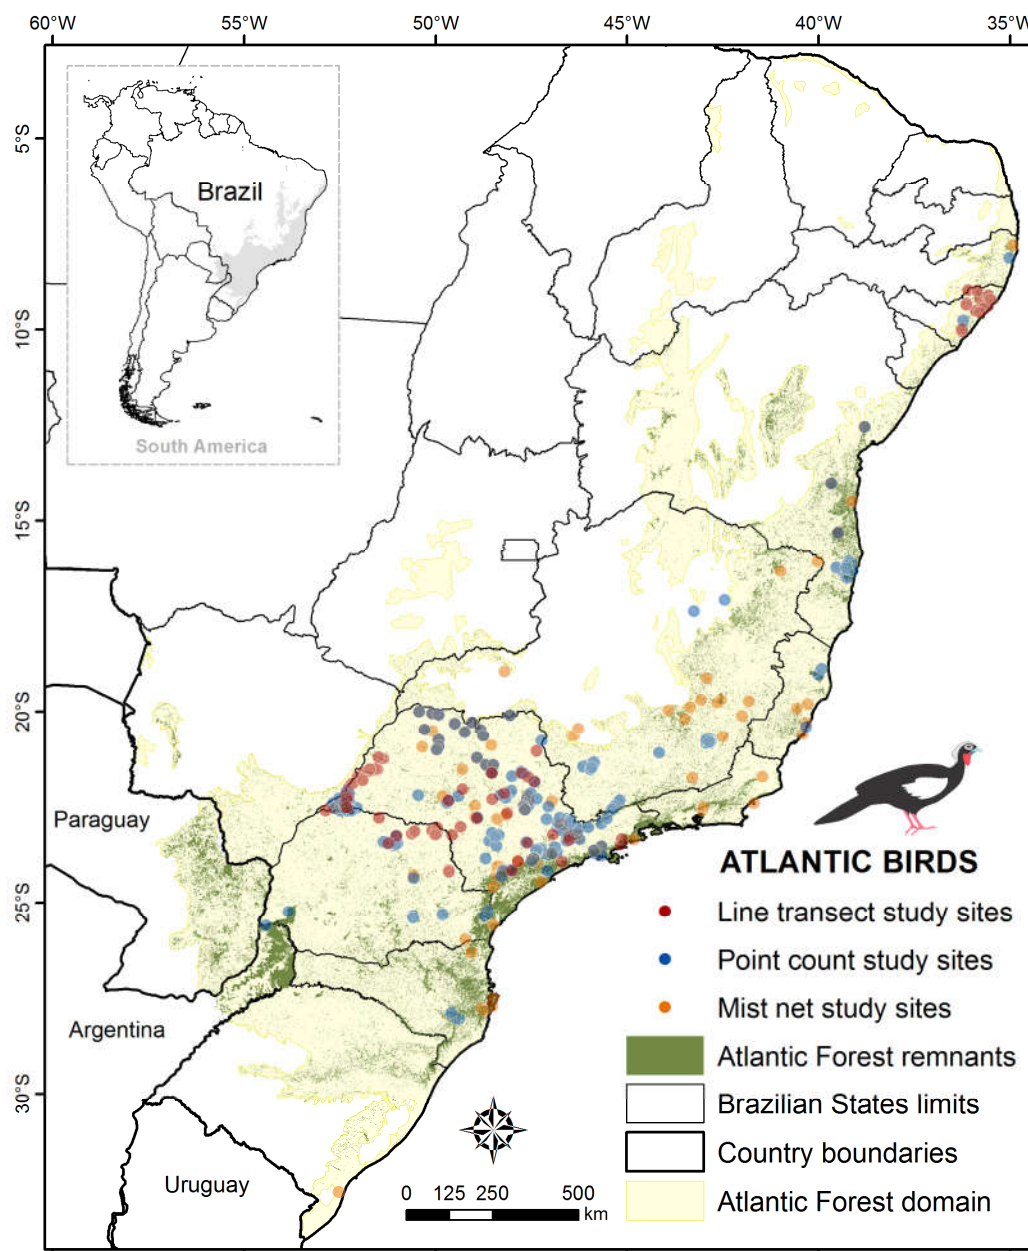 60°W 55°W 50°W 45°W 40°W 35°W
5°S
10°S
15°S
20°S
25°S
30°S
Brazil
South America
Paraguay
Argentina
Uruguay
ATLANTIC BIRDS
Line transect study sites
Point count study sites
Mist net study sites
Atlantic Forest remnants
Brazilian States limits
Country boundaries
Atlantic Forest domain
0 125 250 500
km